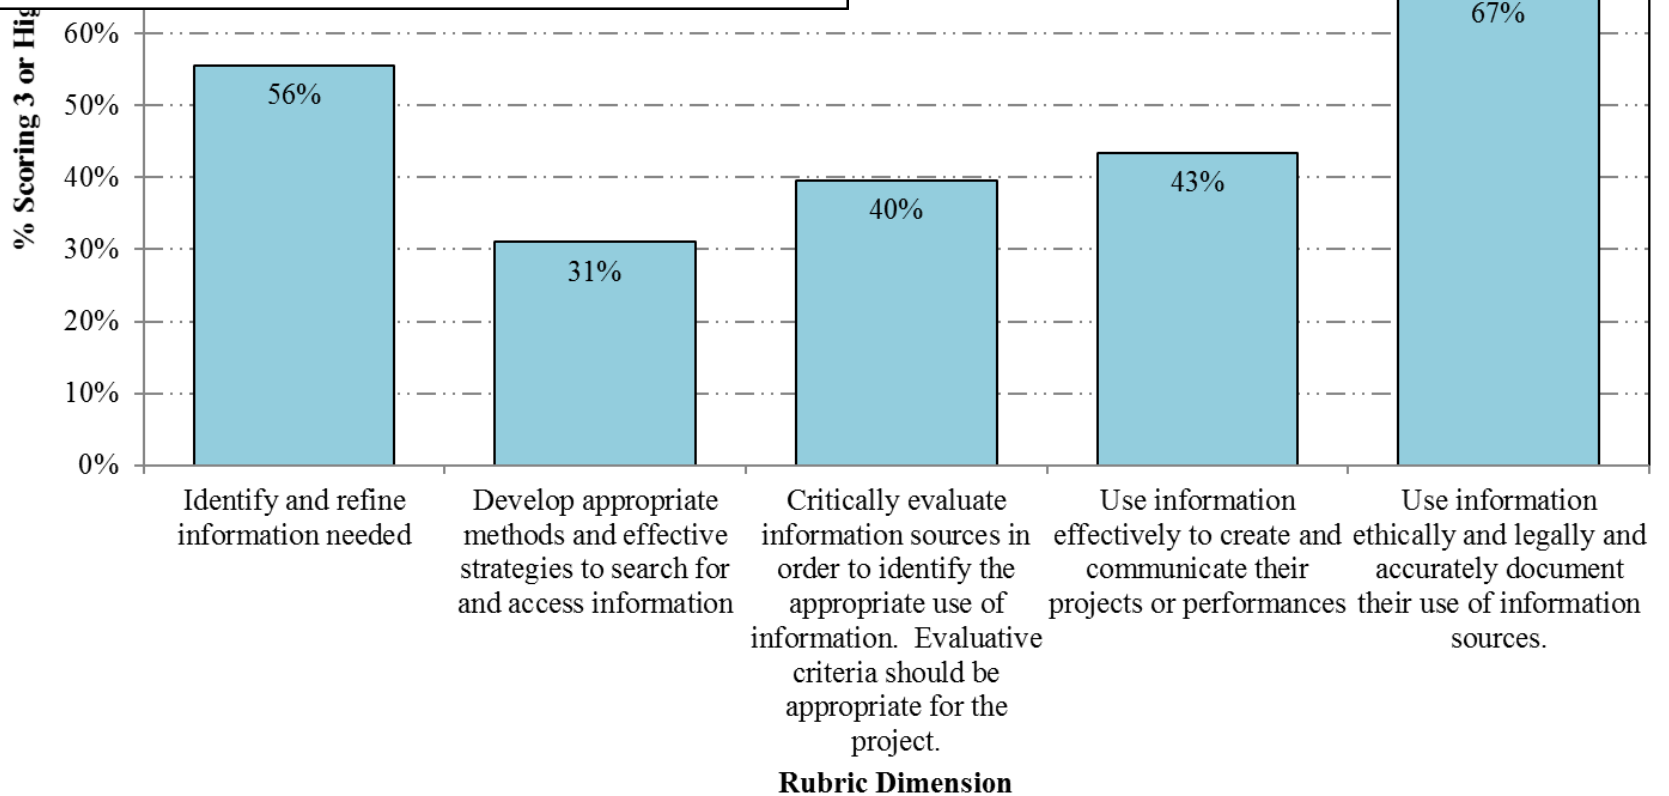 % Scoring 3 or
67%
60%
56%
50%
43%
40%
40%
31%
30%
20%
10%
0%
Identify and refine
information needed
Develop appropriate
methods and effective
strategies to search for
and access information
Critically evaluate
information sources in
order to identify the
appropriate use of
information.  Evaluative
criteria should be
appropriate for the
project.
Use information
effectively to create and
communicate their
projects or performances
Use information
ethically and legally and
accurately document
their use of information
sources.
Rubric Dimension